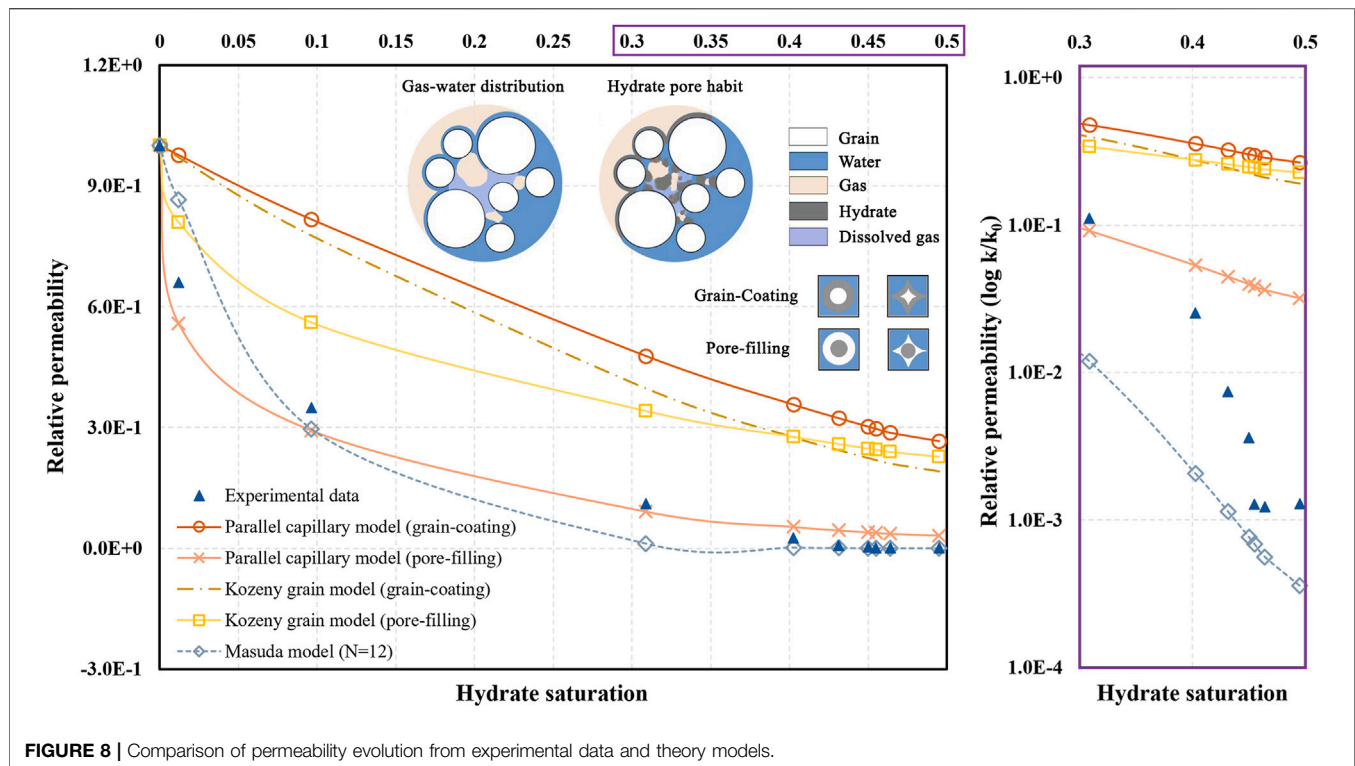 0 0.05 0.1 0.15 0.2 0.25 0.3 0.35 0.4 0.45 0.5
1.2E+0
9.0E-1
6.0E-1
3.0E-1
0.0E+0
-3.0E-1
Relative permeability
Hydrate saturation
Gas-water distribution
Hydrate pore habit
Grain
Water
Gas
Hydrate
Dissolved gas
Grain-Coating
Pore-filling
Experimental data
Parallel capillary model (grain-coating)
Parallel capillary model (pore-filling)
Kozeny grain model (grain-coating)
Kozeny grain model (pore-filling)
Masuda model (N=12)
0.3 0.4 0.5
1.0E+0
1.0E-1
1.0E-2
1.0E-3
1.0E-4
Relative permeability (log k/k0)
Hydrate saturation
FIGURE 8 | Comparison of permeability evolution from experimental data and theory models.